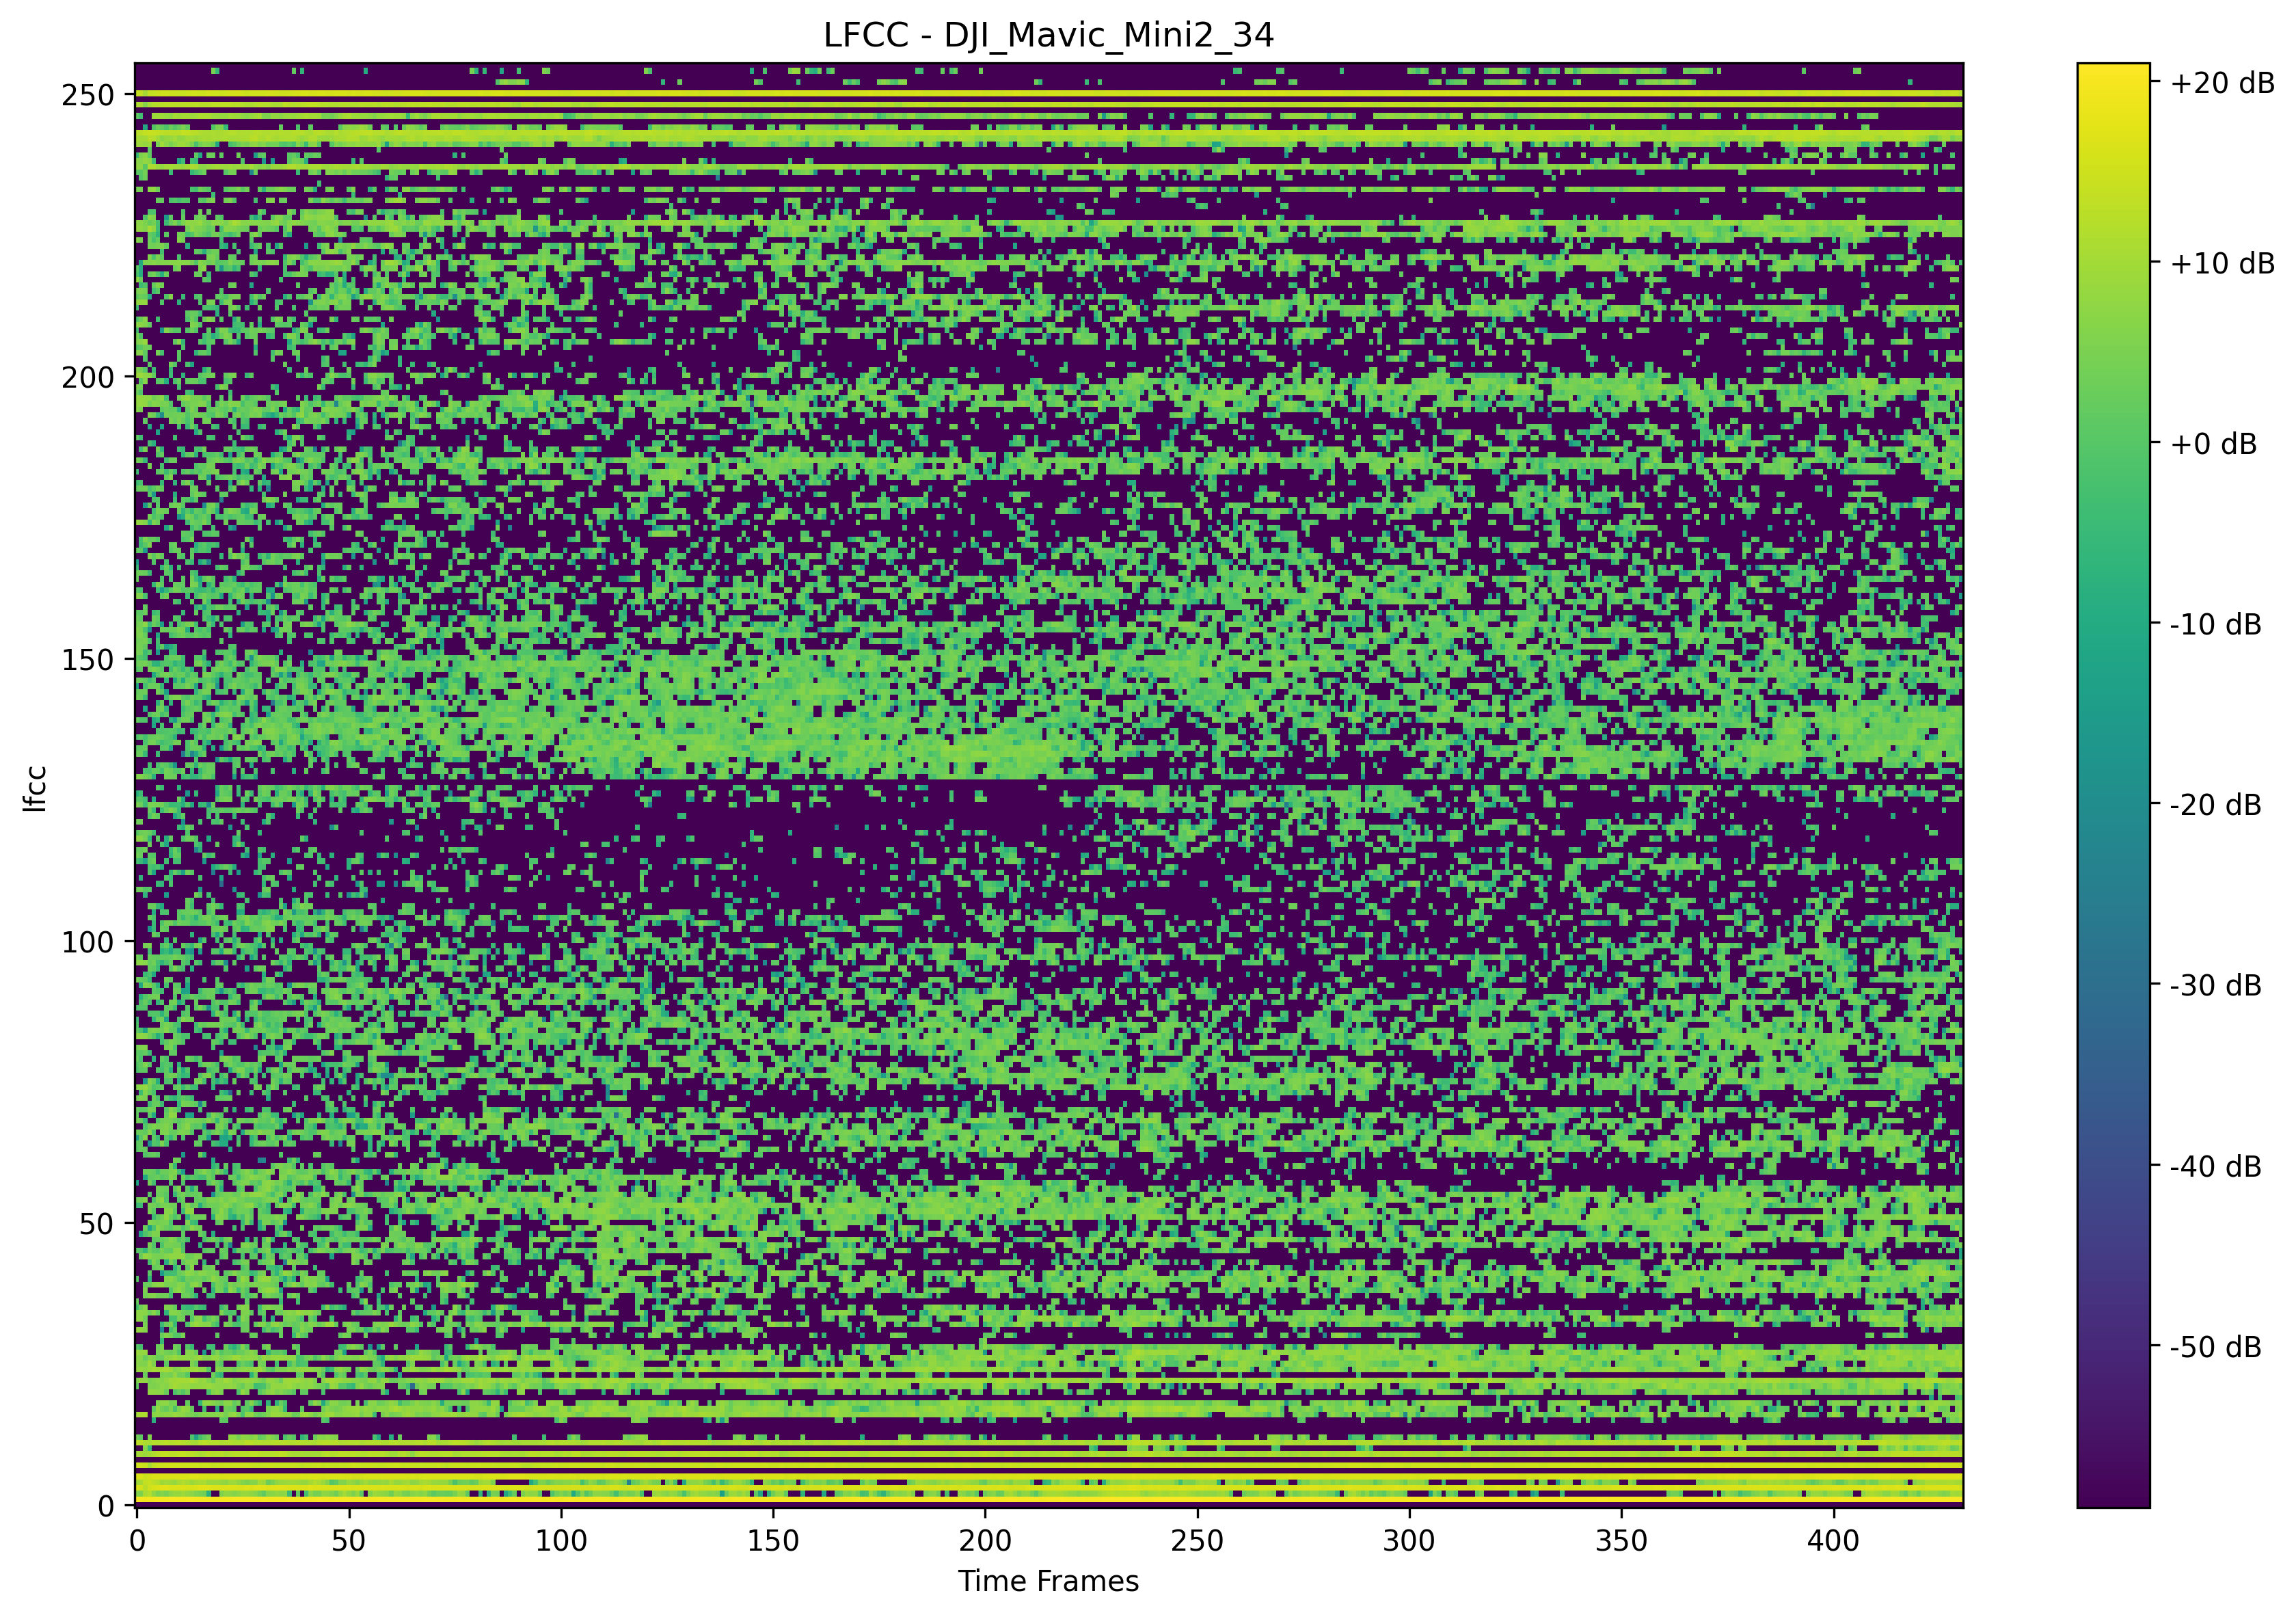 LFCC - DJI_Mavic_Mini2_34
250
200
150
100
50
0
lfcc
0 50 100 150 200 250 300 350 400
Time Frames
+20 dB
+10 dB
+0 dB
-10 dB
-20 dB
-30 dB
-40 dB
-50 dB